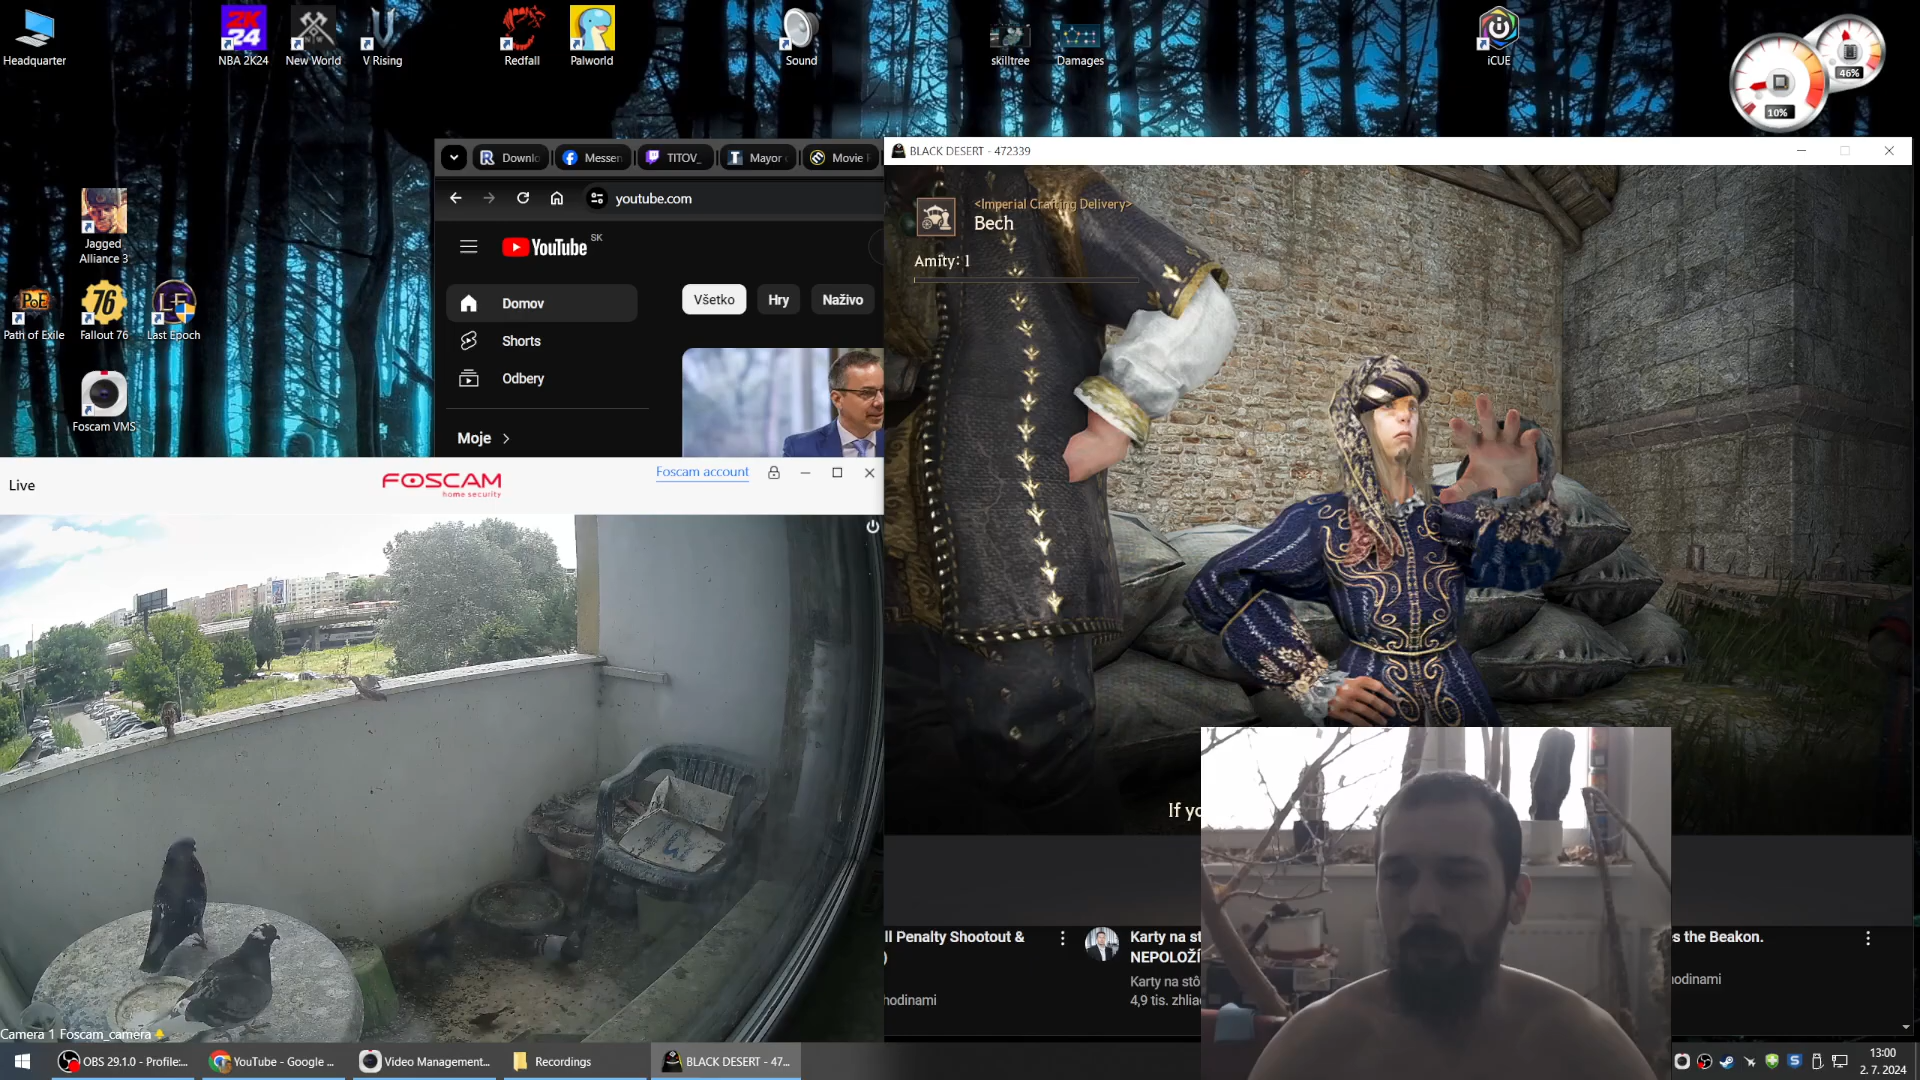 Headquarter
NBA 2K24
New World
V Rising
Redfall
Palworld
Sound
skilltree
Damages
iCUE
46%
10%
Jagged
Alliance 3
Path of Exile
Fallout 76
Last Epoch
Foscam VMS
Downlo
Messen
TITOV_
Mayor
Movie
youtube.com
YouTube SK
Domov
Shorts
Odbery
Moje
Všetko
Hry
Naživo
BLACK DESERT - 472339
<Imperial Crafting Delivery>
Bech
Amity: 1
If yo
Live
FOSCAM
home security
Foscam account
Camera 1 Foscam_camera
ll Penalty Shootout &
)
hodinami
Karty na st
NEPOLOŽÍ
Karty na stô
4,9 tis. zhlia
s the Beakon.
odinami
OBS 29.1.0 - Profile:...
YouTube - Google ...
Video Management...
Recordings
BLACK DESERT - 47...
13:00
2. 7. 2024